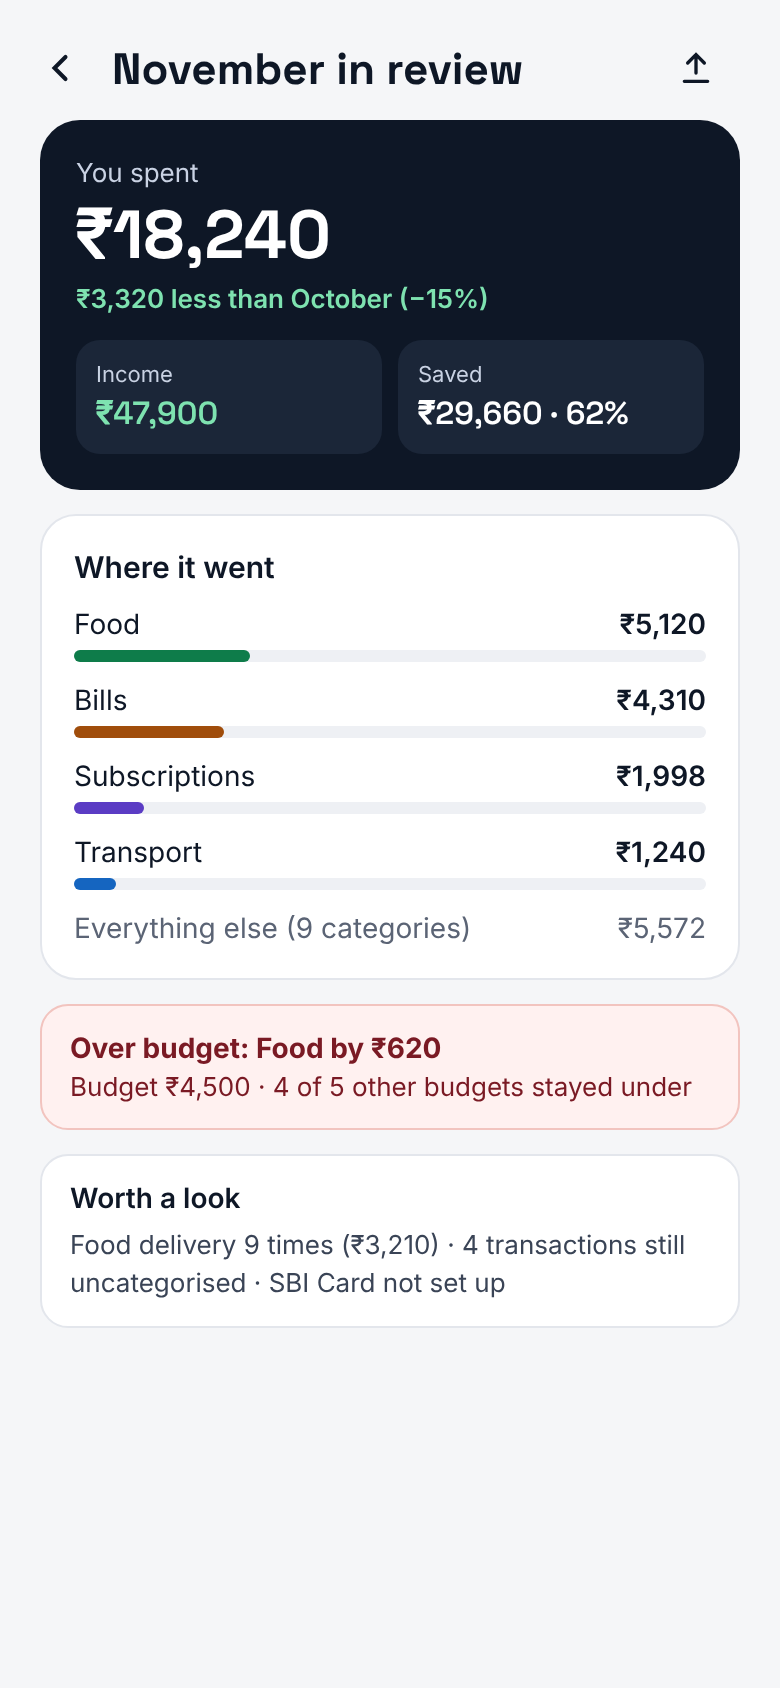 November in review
You spent
₹18,240
₹3,320 less than October (−15%)
Income
₹47,900
Saved
₹29,660 · 62%
Where it went
Food ₹5,120
Bills ₹4,310
Subscriptions ₹1,998
Transport ₹1,240
Everything else (9 categories) ₹5,572
Over budget: Food by ₹620
Budget ₹4,500 · 4 of 5 other budgets stayed under
Worth a look
Food delivery 9 times (₹3,210) · 4 transactions still
uncategorised · SBI Card not set up